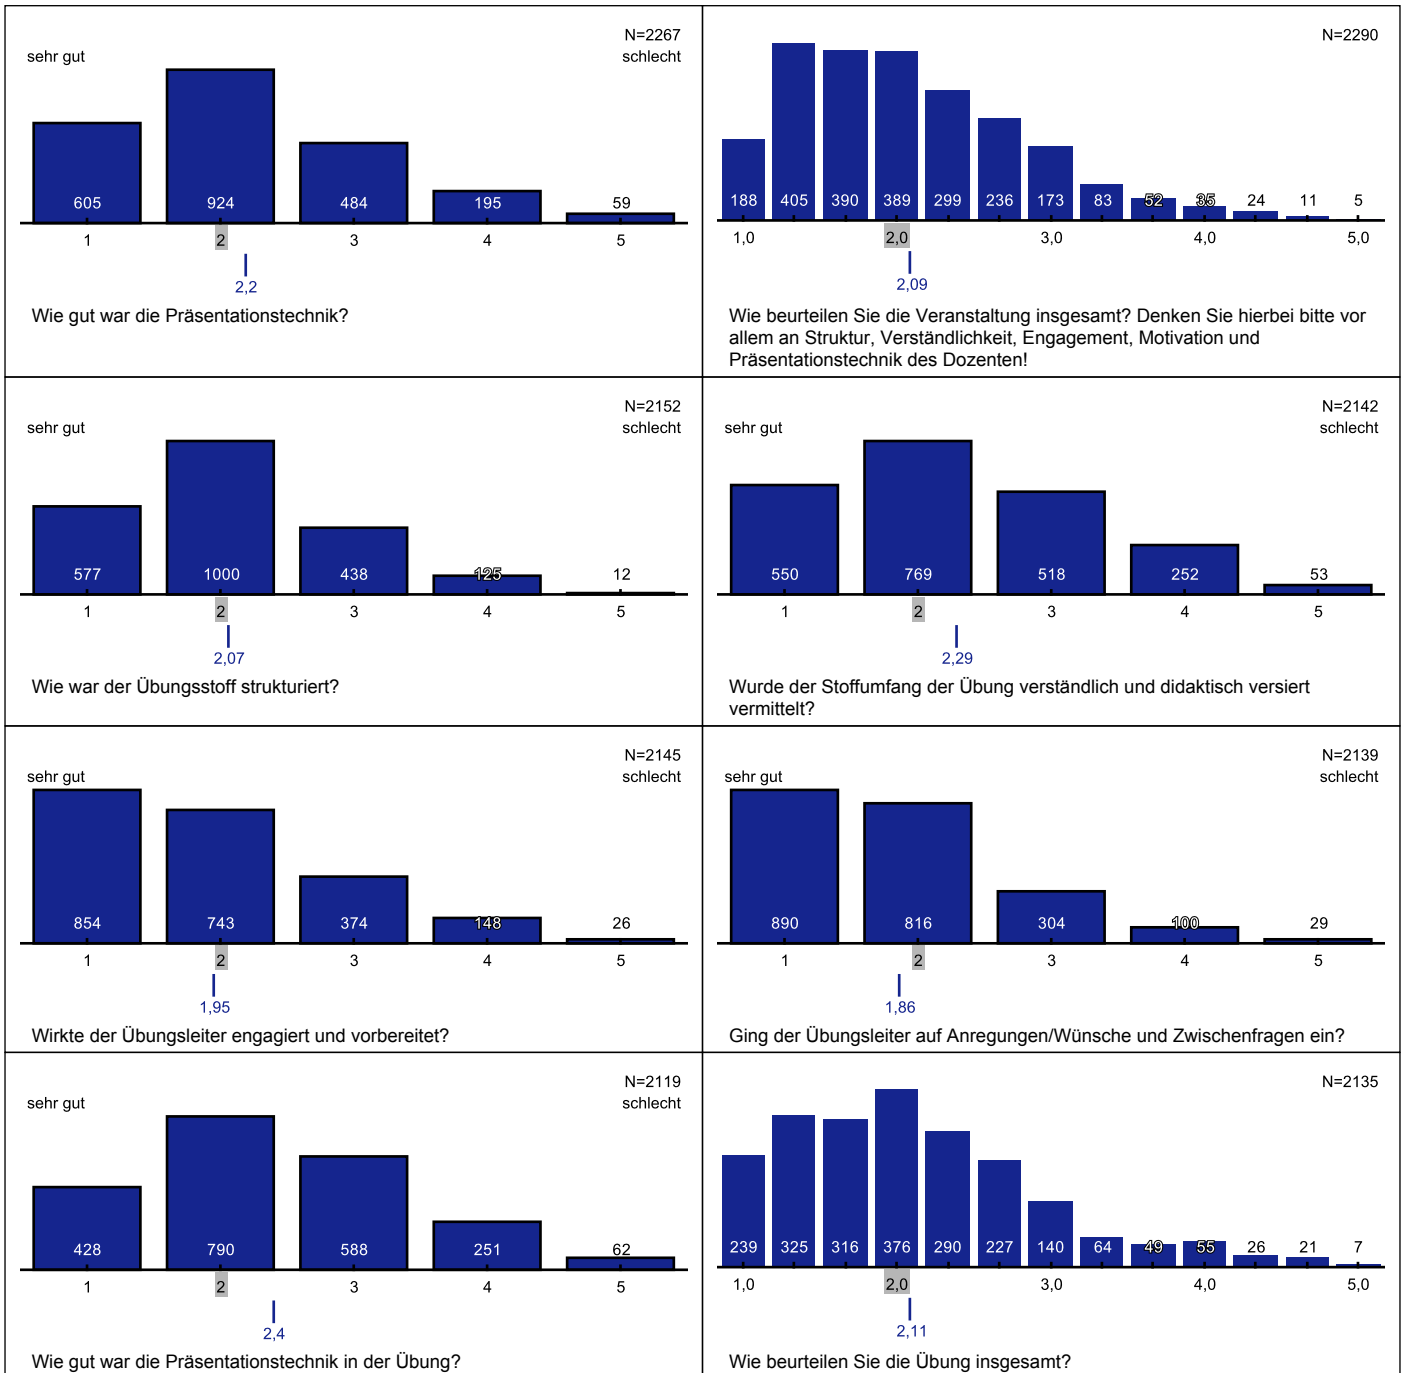 N=2267
sehr gut schlecht
605 924 484 195 59
1 2 3 4 5
2,2
Wie gut war die Präsentationstechnik?
N=2290
188 405 390 389 299 236 173 83 52 35 24 11 5
1,0 2,0 3,0 4,0 5,0
2,09
Wie beurteilen Sie die Veranstaltung insgesamt? Denken Sie hierbei bitte vor
allem an Struktur, Verständlichkeit, Engagement, Motivation und
Präsentationstechnik des Dozenten!
N=2152
sehr gut schlecht
577 1000 438 125 12
1 2 3 4 5
2,07
Wie war der Übungsstoff strukturiert?
N=2142
sehr gut schlecht
550 769 518 252 53
1 2 3 4 5
2,29
Wurde der Stoffumfang der Übung verständlich und didaktisch versiert
vermittelt?
N=2145
sehr gut schlecht
854 743 374 148 26
1 2 3 4 5
1,95
Wirkte der Übungsleiter engagiert und vorbereitet?
N=2139
sehr gut schlecht
890 816 304 100 29
1 2 3 4 5
1,86
Ging der Übungsleiter auf Anregungen/Wünsche und Zwischenfragen ein?
N=2119
sehr gut schlecht
428 790 588 251 62
1 2 3 4 5
2,4
Wie gut war die Präsentationstechnik in der Übung?
N=2135
239 325 316 376 290 227 140 64 49 55 26 21 7
1,0 2,0 3,0 4,0 5,0
2,11
Wie beurteilen Sie die Übung insgesamt?